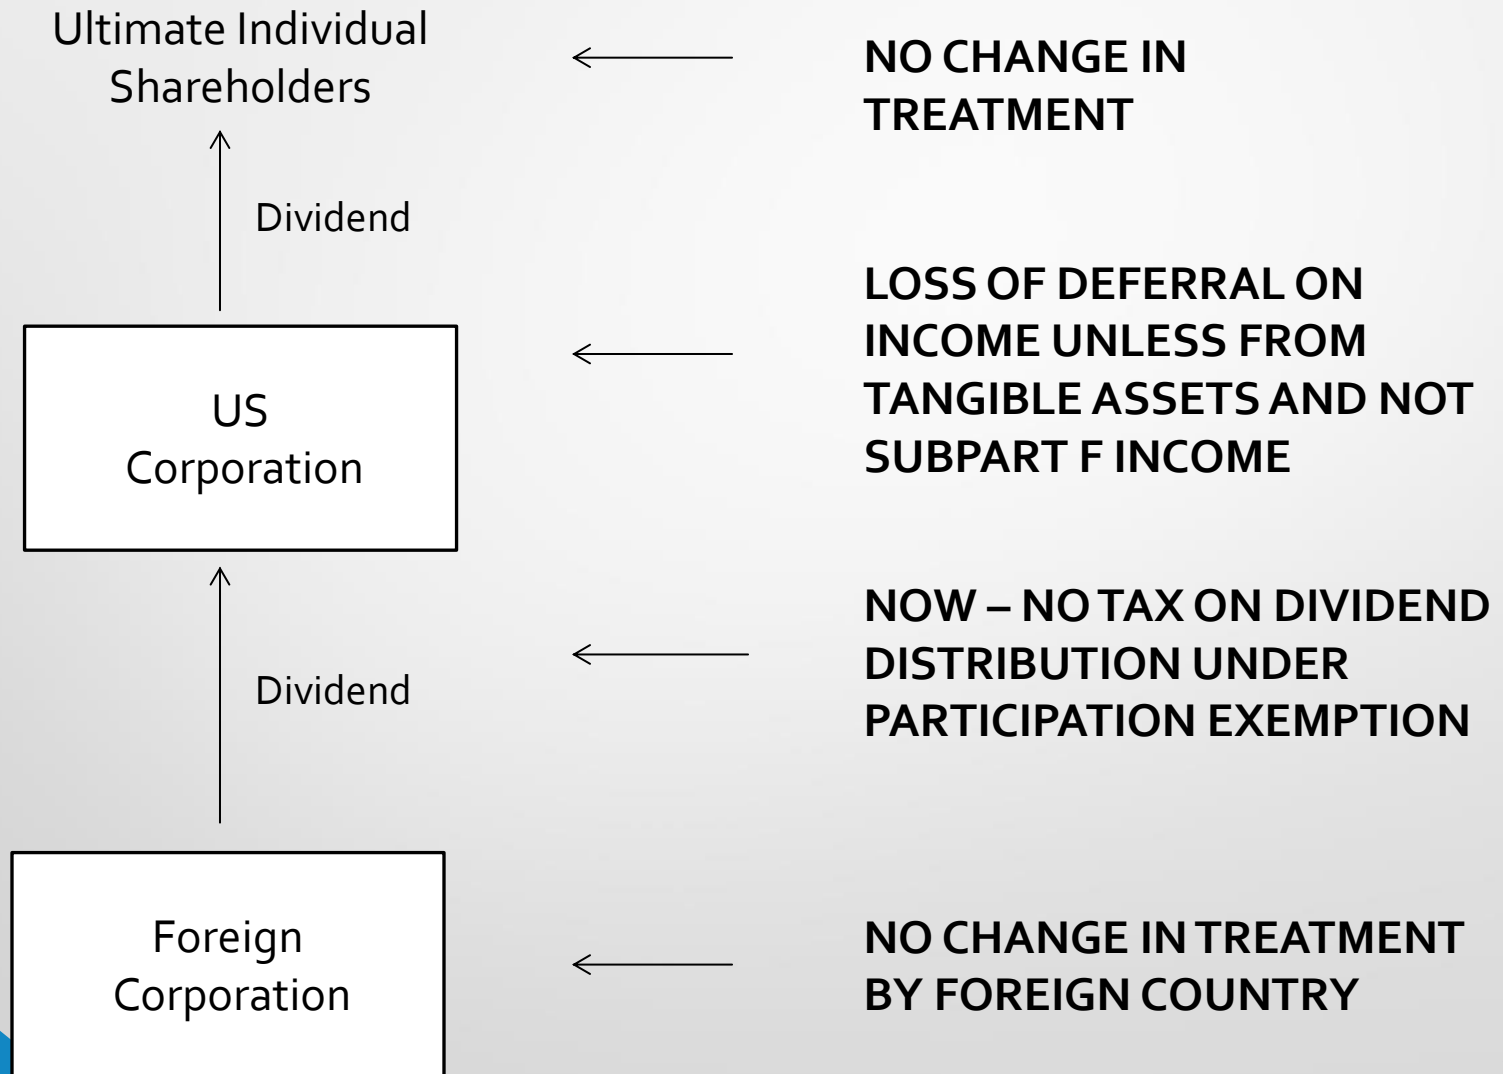 Ultimate Individual
Shareholders
NO CHANGE IN
TREATMENT
Dividend
US
Corporation
LOSS OF DEFERRAL ON
INCOME UNLESS FROM
TANGIBLE ASSETS AND NOT
SUBPART F INCOME
Dividend
NOW – NO TAX ON DIVIDEND
DISTRIBUTION UNDER
PARTICIPATION EXEMPTION
Foreign
Corporation
NO CHANGE IN TREATMENT
BY FOREIGN COUNTRY